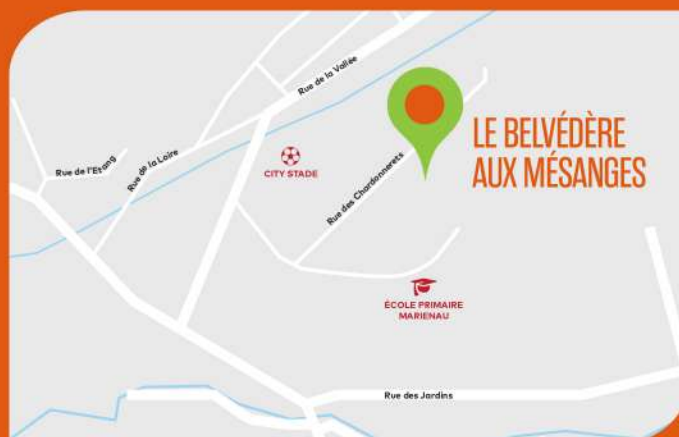 Rue de la Vallée
LE BELVÉDÈRE
AUX MÉSANGES
Rue de l'Etang
Rue de la Loire
CITY STADE
Rue des Chardonnerets
ÉCOLE PRIMAIRE
MARIENAU
Rue des Jardins